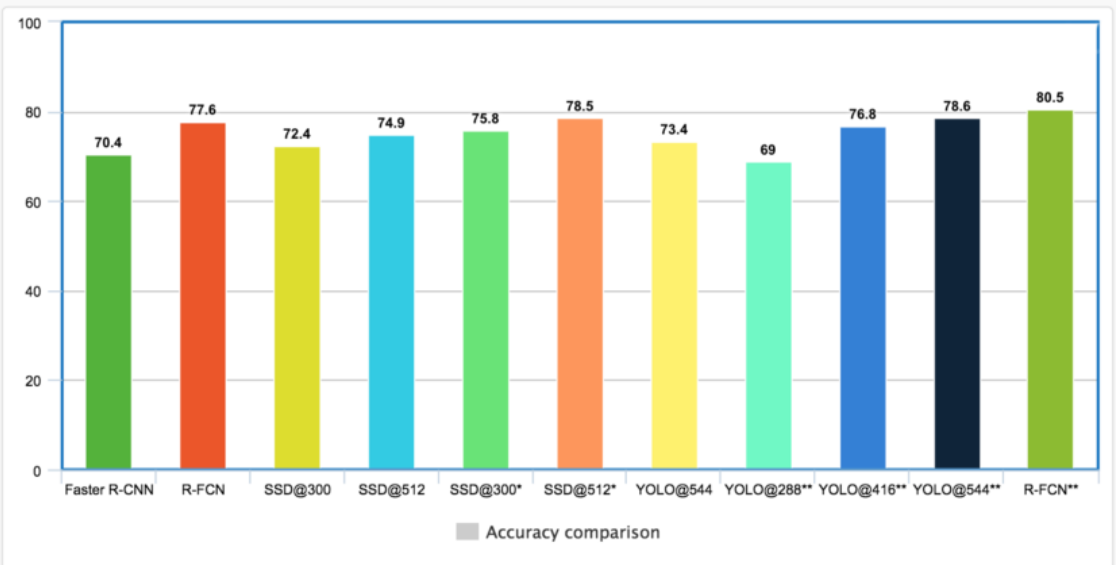 100
80
60
40
20
0
70.4
77.6
72.4
74.9
75.8
78.5
73.4
69
76.8
78.6
80.5
Faster R-CNN
R-FCN
SSD@300
SSD@512
SSD@300*
SSD@512*
YOLO@544
YOLO@288**
YOLO@416**
YOLO@544**
R-FCN**
Accuracy comparison